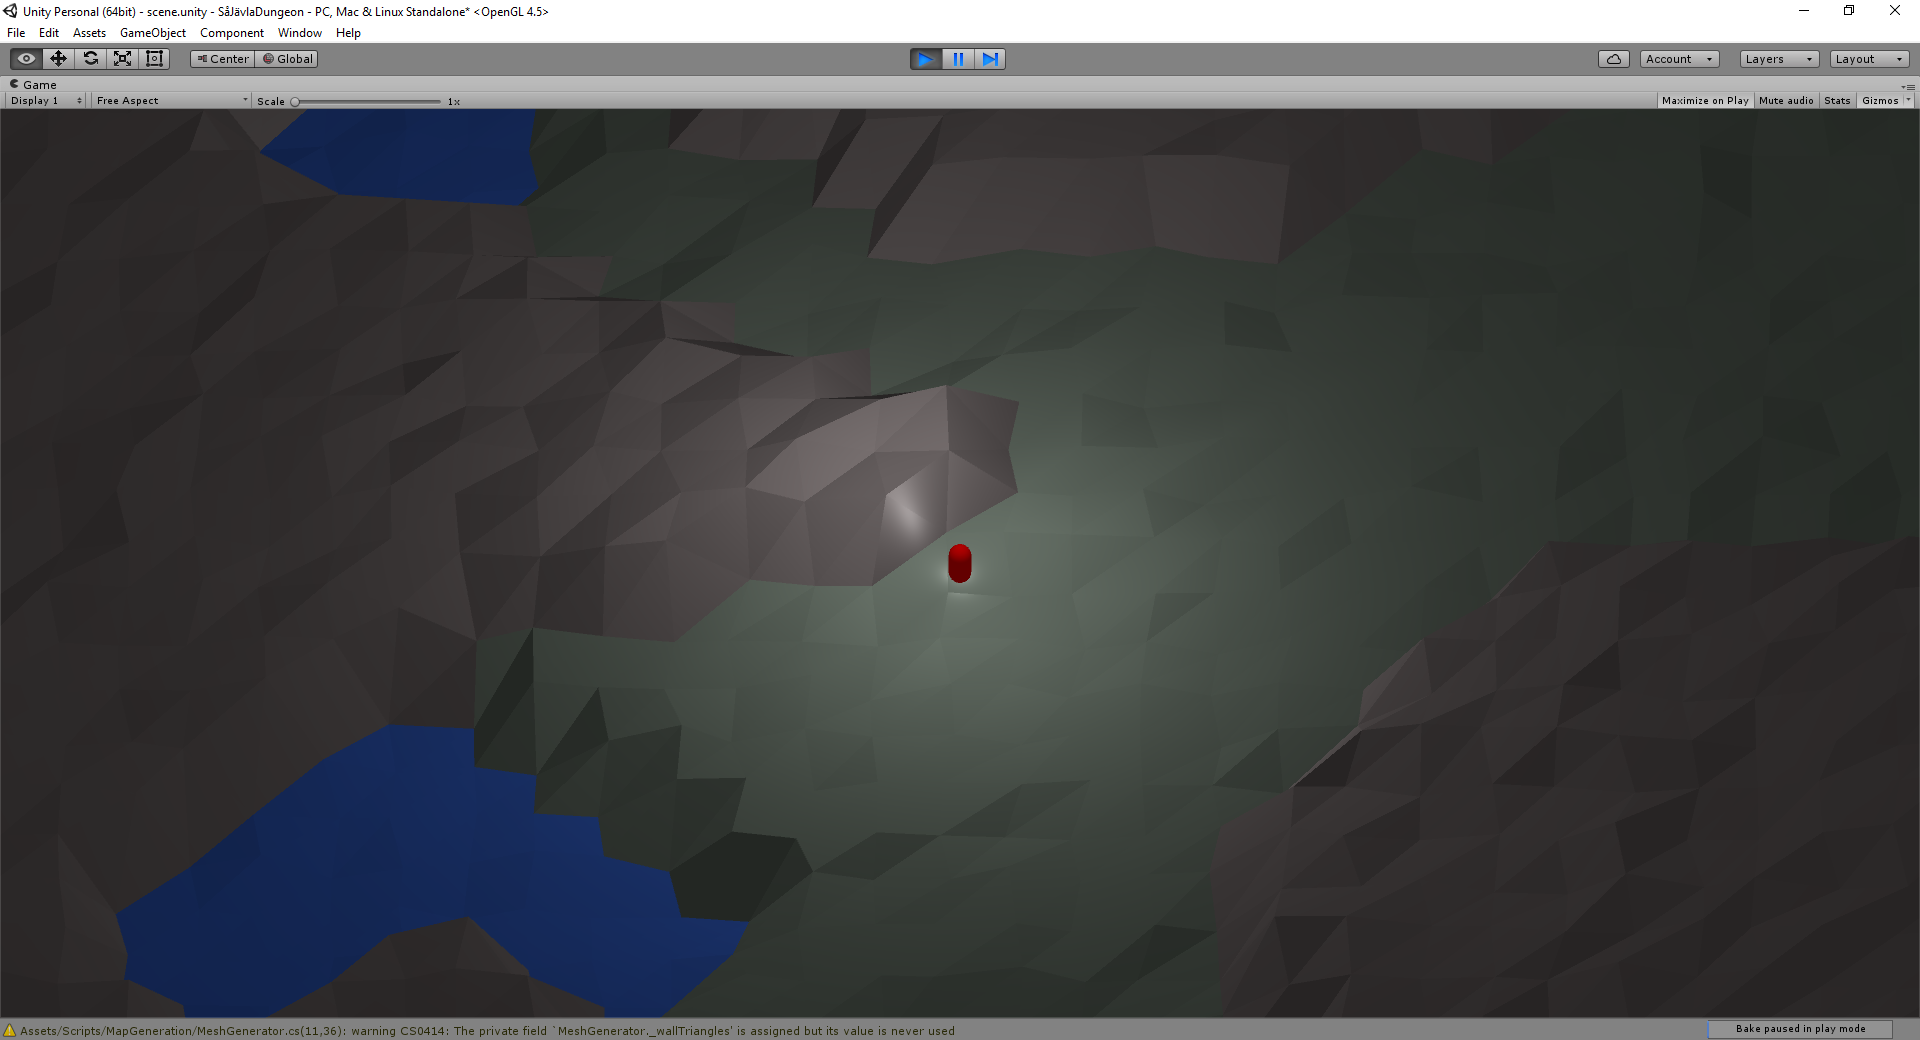 Unity Personal (64bit) - scene.unity - SåJävlaDungeon - PC, Mac & Linux Standalone* <OpenGL 4.5>
File Edit Assets GameObject Component Window Help
Center Global Account Layers Layout
Game
Display 1 Free Aspect Scale 1x Maximize on Play Mute audio Stats Gizmos
Assets/Scripts/MapGeneration/MeshGenerator.cs(11,36): warning CS0414: The private field `MeshGenerator._wallTriangles' is assigned but its value is never used
Bake paused in play mode